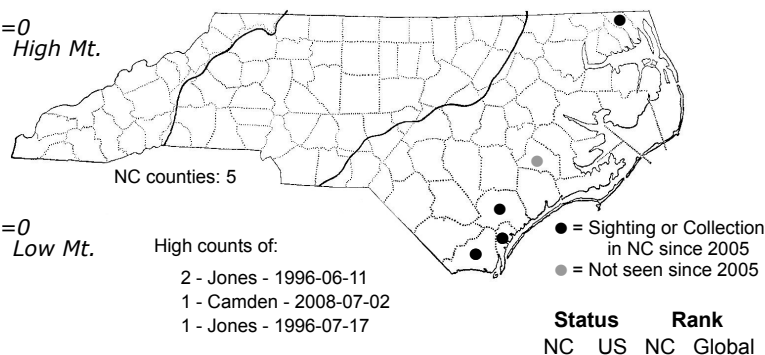 =0
High Mt.
NC counties: 5
=0
Low Mt.
High counts of:
2 - Jones - 1996-06-11
1 - Camden - 2008-07-02
1 - Jones - 1996-07-17
= Sighting or Collection
in NC since 2005
= Not seen since 2005
Status Rank
NC US NC Global